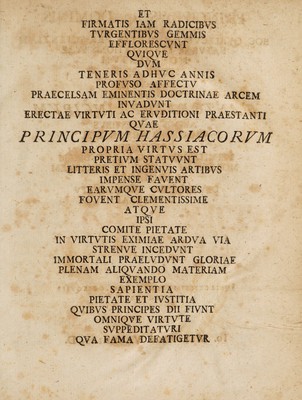 ET
FIRMATIS IAM RADICIBVS
TVRGENTIBVS GEMMIS
EFFLORESCVNT
QVIQVE
DVM
TENERIS ADHVC ANNIS
PROFVSO AFFECTV
PRAECELSAM EMINENTIS DOCTRINAE ARCEM
INVADVNT
ERECTAE VIRTVTI AC ERVDITIONI PRAESTANTI
QVAE
PRINCIPVM HASSIACORVM
PROPRIA VIRTVS EST
PRETIVM STATVVNT
LITTERIS ET INGENVIS ARTIBVS
IMPENSE FAVENT
EARVMQVE CVLTORES
FOVENT CLEMENTISSIME
ATQVE
IPSI
COMITE PIETATE
IN VIRTVTIS EXIMIAE ARDVA VIA
STRENVE INCEDVNT
IMMORTALI PRAELVDVNT GLORIAE
PLENAM ALIQVANDO MATERIAM
EXEMPLO
SAPIENTIA
PIETATE ET IVSTITIA
QVIBVS PRINCIPES DII FIVNT
OMNIQVE VIRTVTE
SVPPEDITATVRI
QVA FAMA DEFATIGETVR